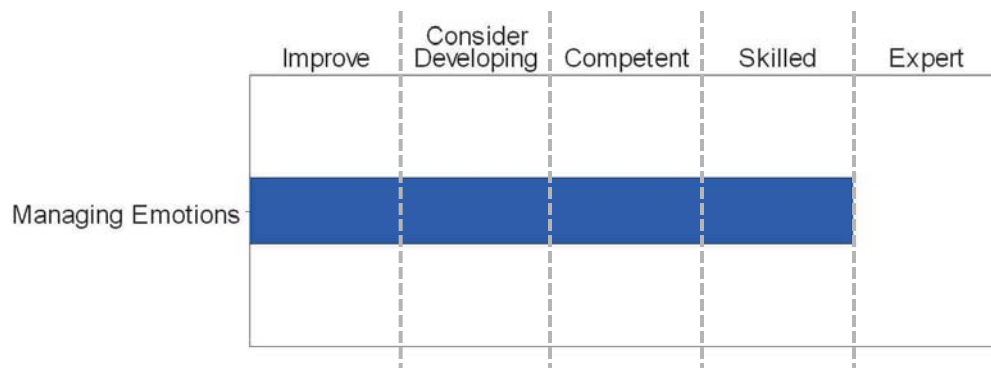 Consider
Improve Developing Competent Skilled Expert
Managing Emotions